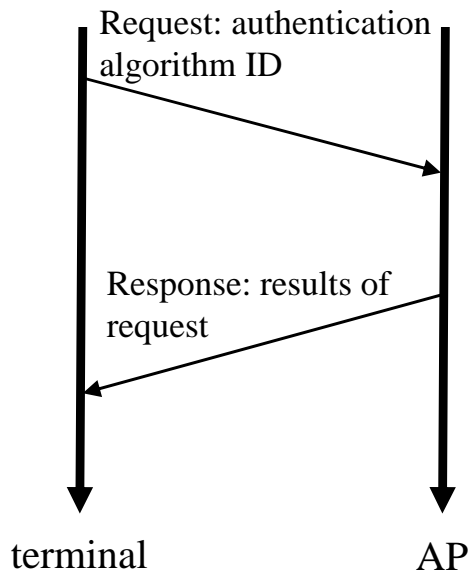 Request: authentication
algorithm ID
Response: results of
request
terminal
AP